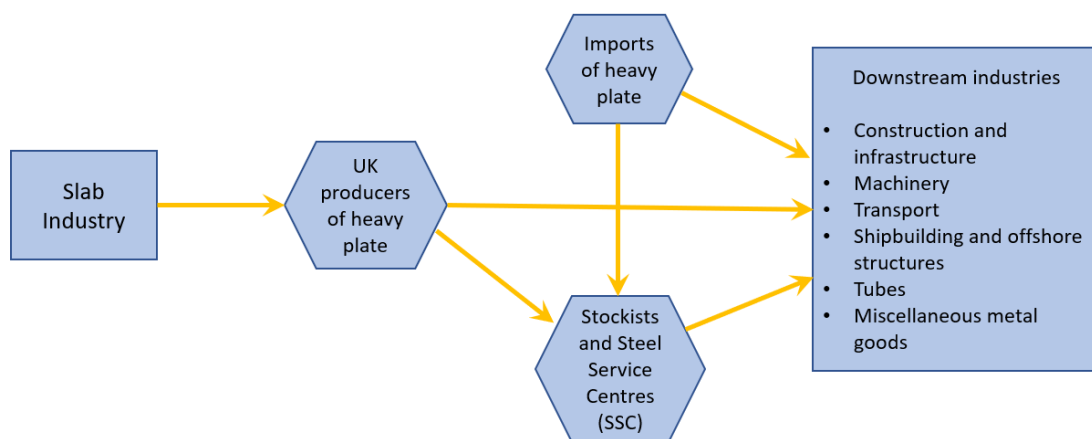 Slab
Industry
UK
producers
of heavy
plate
Imports
of heavy
plate
Stockists
and Steel
Service
Centres
(SSC)
Downstream industries
• Construction and
infrastructure
• Machinery
• Transport
• Shipbuilding and offshore
structures
• Tubes
• Miscellaneous metal
goods